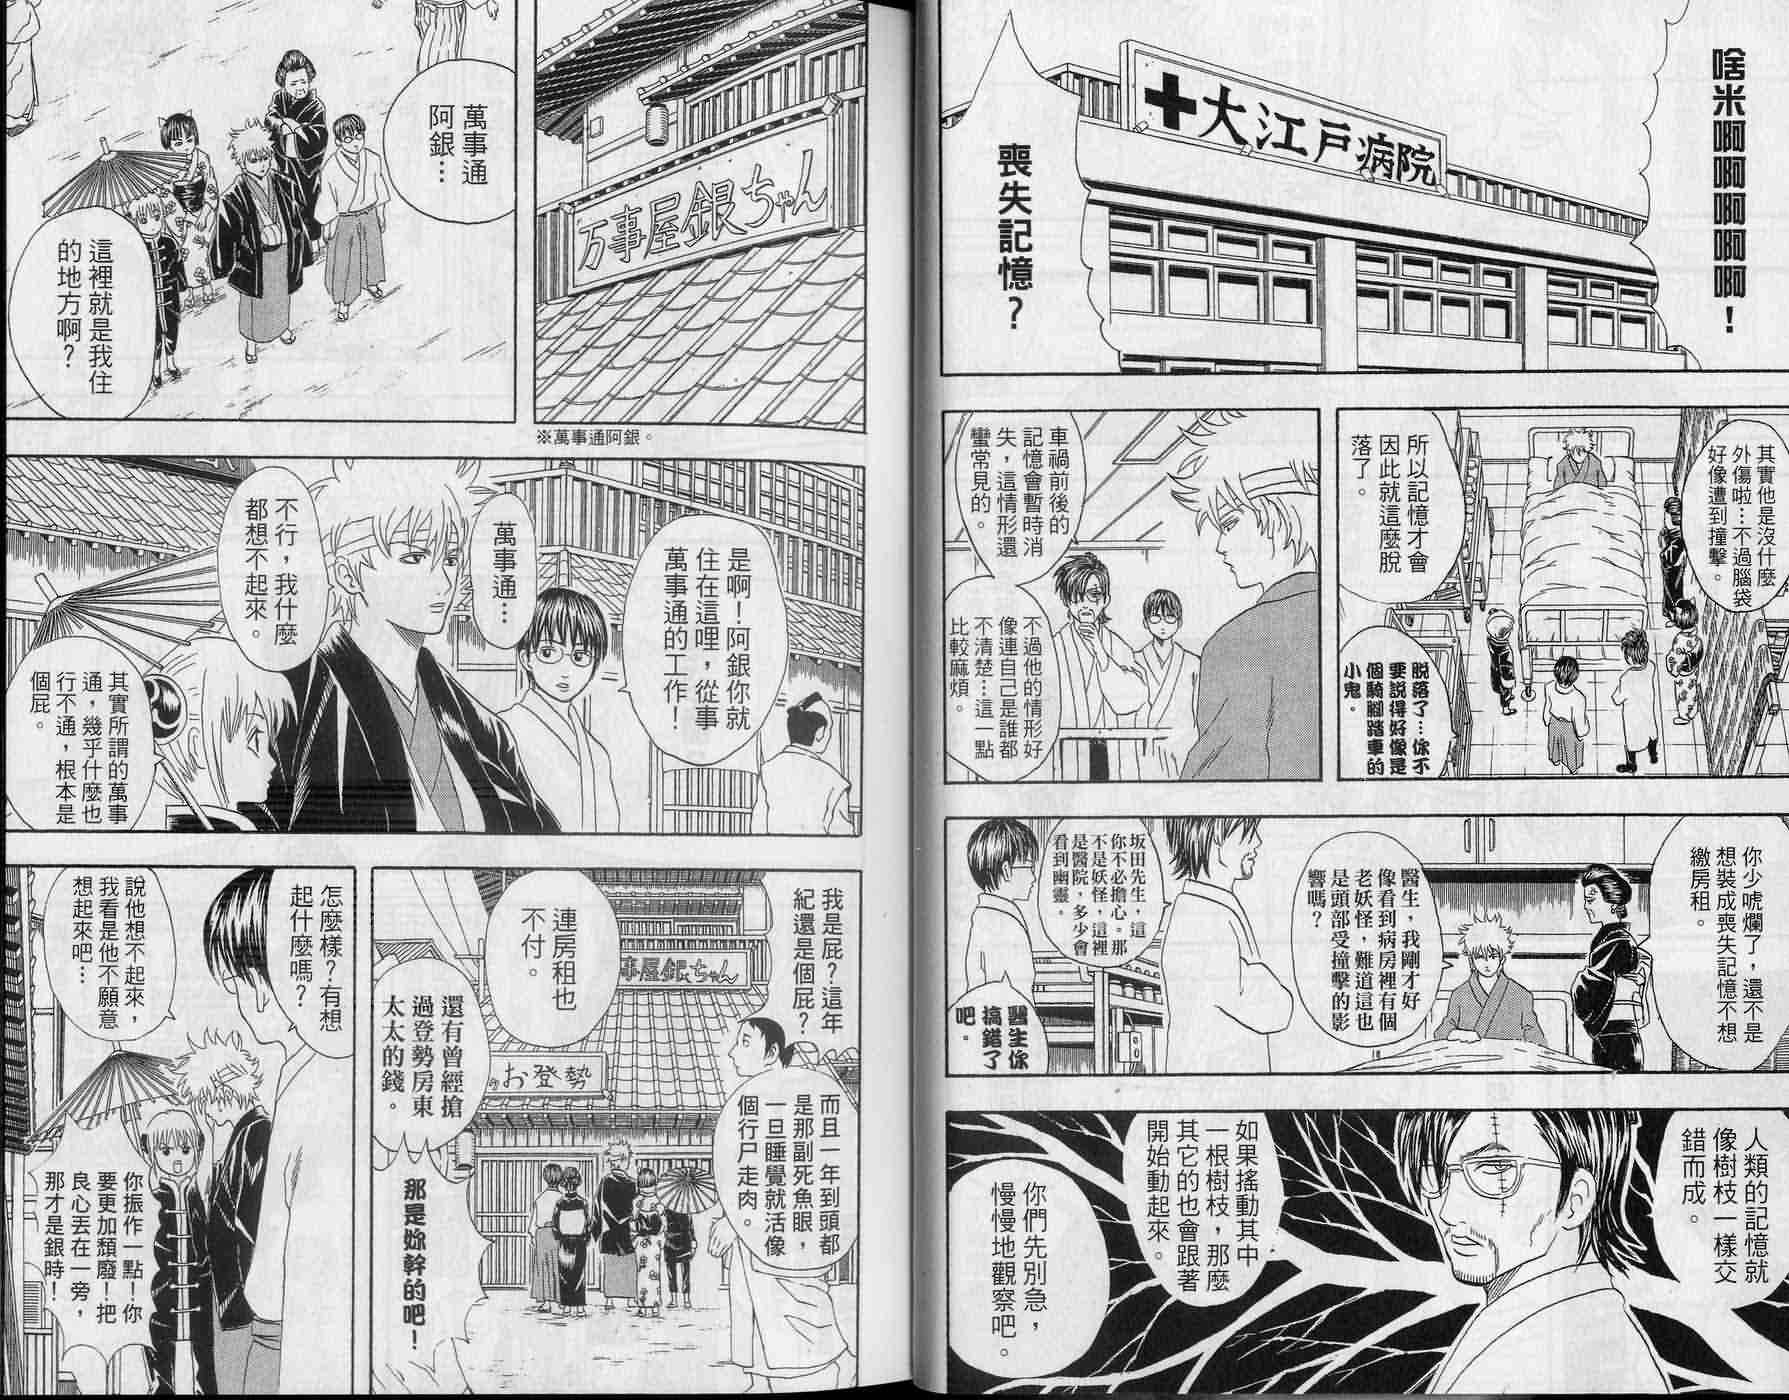 啥米啊啊啊啊啊！
大江戸病院
喪失記憶？
其實他是沒什麼
外傷啦…不過腦袋
好像遭到撞擊。
所以記憶才會
因此就這麼脫
落了。
脫落了…你不
要說得好像是
個騎腳踏車的
小鬼。
車禍前後的
記憶會暫時消
失，這情形還
蠻常見的。
不過他的情形好
像連自己是誰都
不清楚…這一點
比較麻煩。
你少唬爛了，還不是
想裝成喪失記憶不想
繳房租。
醫生，我剛才好
像看到病房裡有個
老妖怪，難道這也
是頭部受撞擊的影
響嗎？
坂田先生，這
你不必擔心。那
不是妖怪，這裡
是醫院，多少會
看到幽靈。
醫生你
搞錯了
吧。
人類的記憶就
像樹枝一樣交
錯而成。
如果搖動其中
一根樹枝，那麼
其它的也會跟著
開始動起來。
你們先別急，
慢慢地觀察吧。
万事屋銀ちゃん
※萬事通阿銀。
萬事通
阿銀…
這裡就是我住
的地方啊？
是啊！阿銀你就
住在這哩，從事
萬事通的工作！
萬事通…
不行，我什麼
都想不起來。
其實所謂的萬事
通，幾乎什麼也
行不通，根本是
個屁。
我是屁？這年
紀還是個屁？
連房租也
不付。
事屋銀ちゃん
お登勢
而且一年到頭都
是那副死魚眼，
一旦睡覺就活像
個行尸走肉。
還有曾經搶
過登勢房東
太太的錢。
那是妳幹的吧！
怎麼樣？有想
起什麼嗎？
說他想不起來，
我看是他不願意
想起來吧…
你振作一點！你
要更加頹廢！把
良心丟在一旁，
那才是銀時！